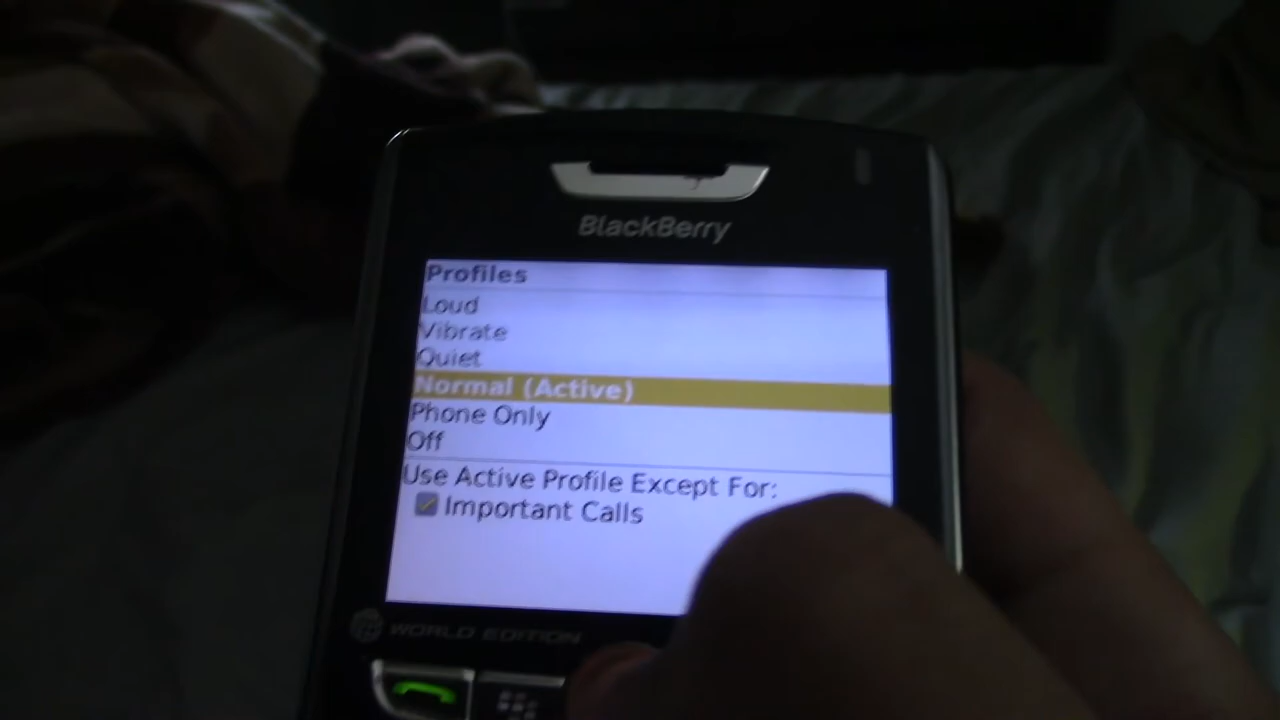 BlackBerry
Profiles
Loud
Vibrate
Quiet
Normal (Active)
Phone Only
Off
Use Active Profile Except For:
Important Calls
WORLD EDITION